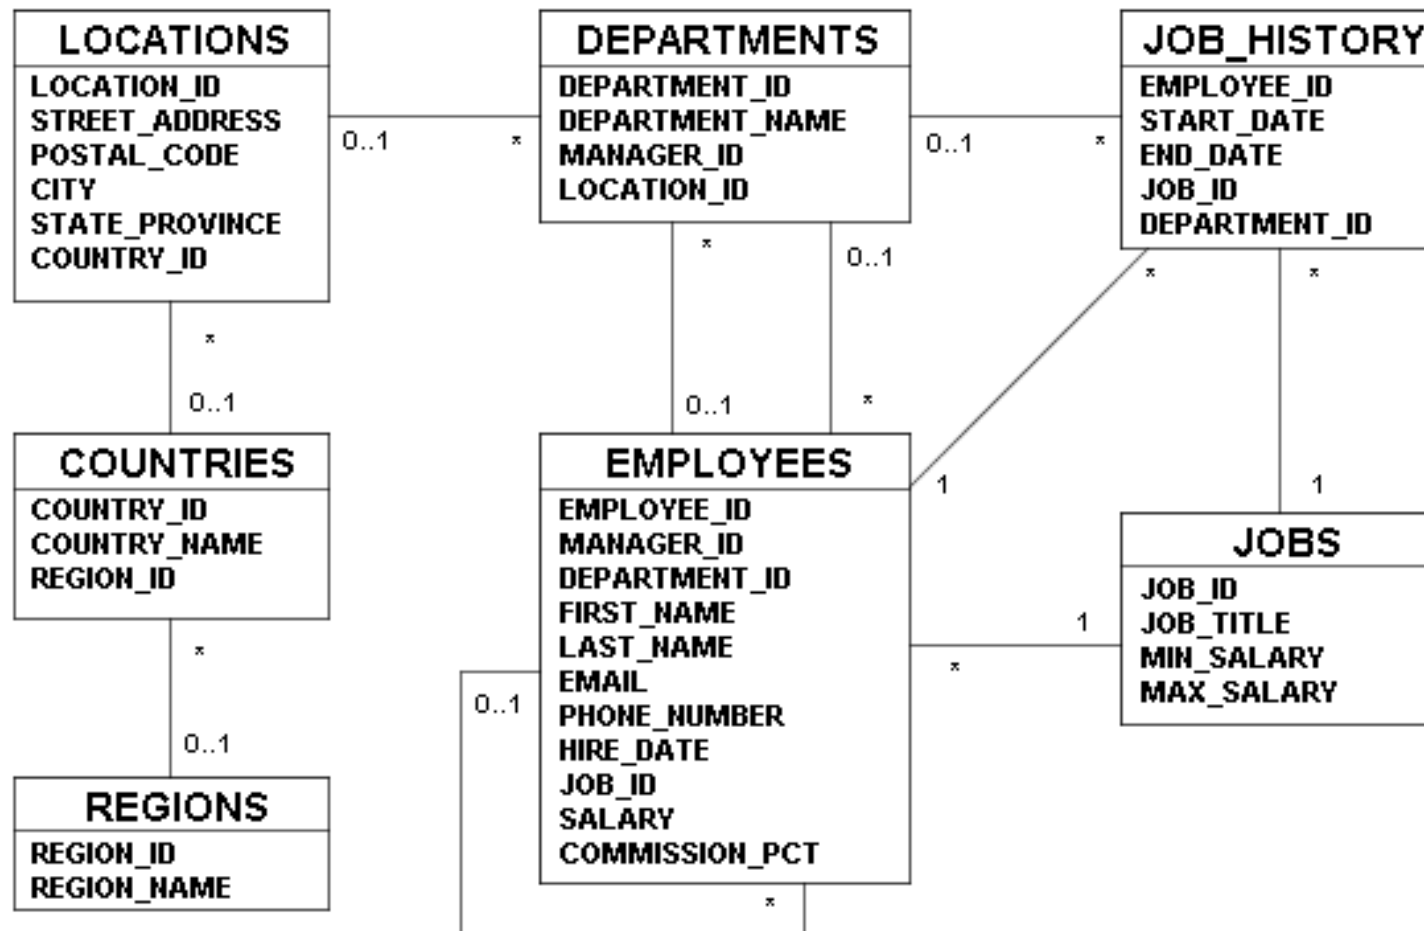 LOCATIONS
LOCATION_ID
STREET_ADDRESS
POSTAL_CODE
CITY
STATE_PROVINCE
COUNTRY_ID
0..1
*
DEPARTMENTS
DEPARTMENT_ID
DEPARTMENT_NAME
MANAGER_ID
LOCATION_ID
0..1
*
JOB_HISTORY
EMPLOYEE_ID
START_DATE
END_DATE
JOB_ID
DEPARTMENT_ID
*
0..1
*
0..1
*
*
*
0..1
0..1
*
1
1
COUNTRIES
COUNTRY_ID
COUNTRY_NAME
REGION_ID
*
0..1
EMPLOYEES
EMPLOYEE_ID
MANAGER_ID
DEPARTMENT_ID
FIRST_NAME
LAST_NAME
EMAIL
PHONE_NUMBER
HIRE_DATE
JOB_ID
SALARY
COMMISSION_PCT
0..1
*
*
1
JOBS
JOB_ID
JOB_TITLE
MIN_SALARY
MAX_SALARY
REGIONS
REGION_ID
REGION_NAME